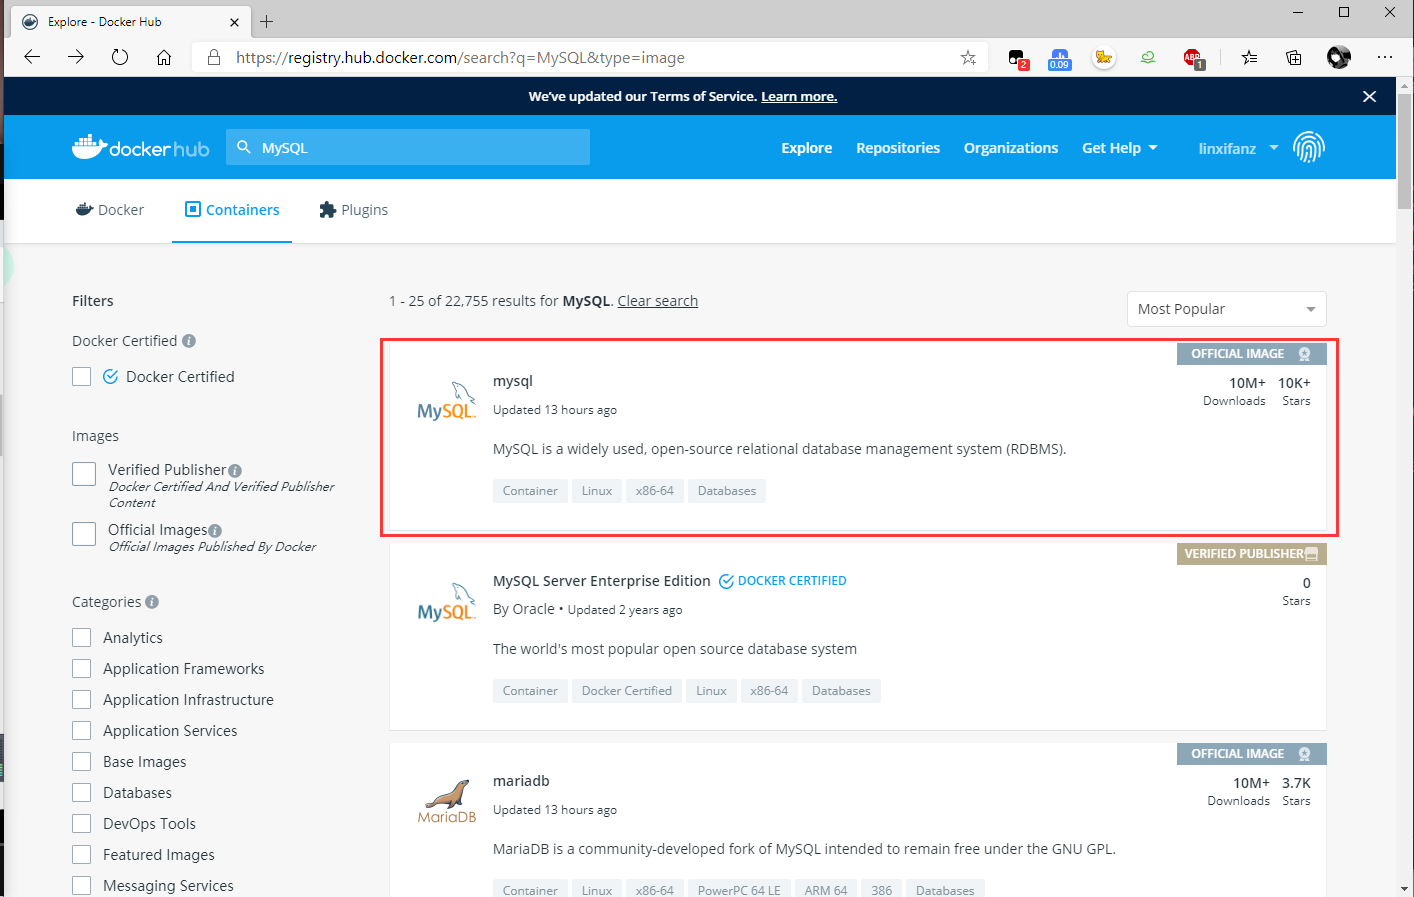 Explore - Docker Hub
https://registry.hub.docker.com/search?q=MySQL&type=image
2
0.09
ABP
1
We've updated our Terms of Service. Learn more.
docker hub
MySQL
Explore
Repositories
Organizations
Get Help
linxifanz
Docker
Containers
Plugins
Filters
Docker Certified
Docker Certified
Images
Verified Publisher
Docker Certified And Verified Publisher
Content
Official Images
Official Images Published By Docker
Categories
Analytics
Application Frameworks
Application Infrastructure
Application Services
Base Images
Databases
DevOps Tools
Featured Images
Messaging Services
1 - 25 of 22,755 results for MySQL. Clear search
Most Popular
OFFICIAL IMAGE
MySQL
mysql
Updated 13 hours ago
10M+ 10K+
Downloads Stars
MySQL is a widely used, open-source relational database management system (RDBMS).
Container Linux x86-64 Databases
VERIFIED PUBLISHER
MySQL
MySQL Server Enterprise Edition DOCKER CERTIFIED
By Oracle • Updated 2 years ago
0
Stars
The world's most popular open source database system
Container Docker Certified Linux x86-64 Databases
OFFICIAL IMAGE
MariaDB
mariadb
Updated 13 hours ago
10M+ 3.7K
Downloads Stars
MariaDB is a community-developed fork of MySQL intended to remain free under the GNU GPL.
Container Linux x86-64 PowerPC 64 LE ARM 64 386 Databases